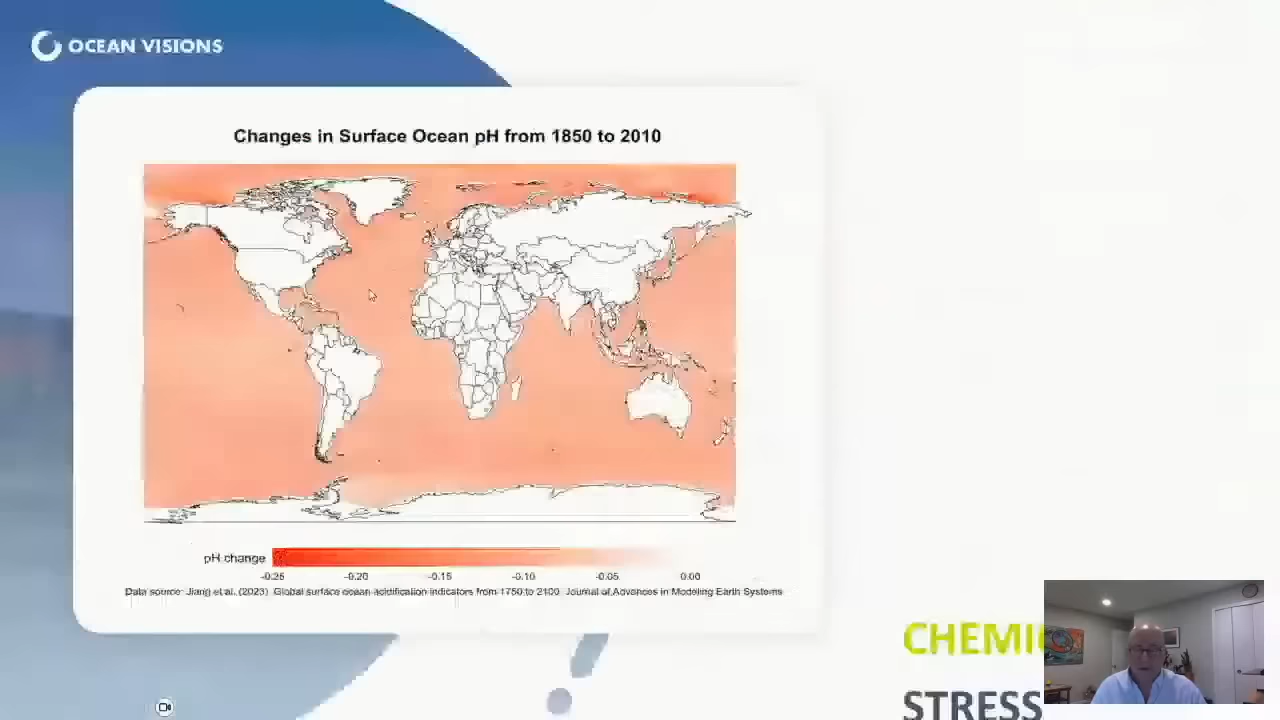 OCEAN VISIONS
Changes in Surface Ocean pH from 1850 to 2010
pH change
-0.25 -0.20 -0.15 -0.10 -0.05 0.00
Data source: Jiang et al. (2023) Global surface ocean acidification indicators from 1750 to 2100 Journal of Advances in Modeling Earth Systems
STRESS